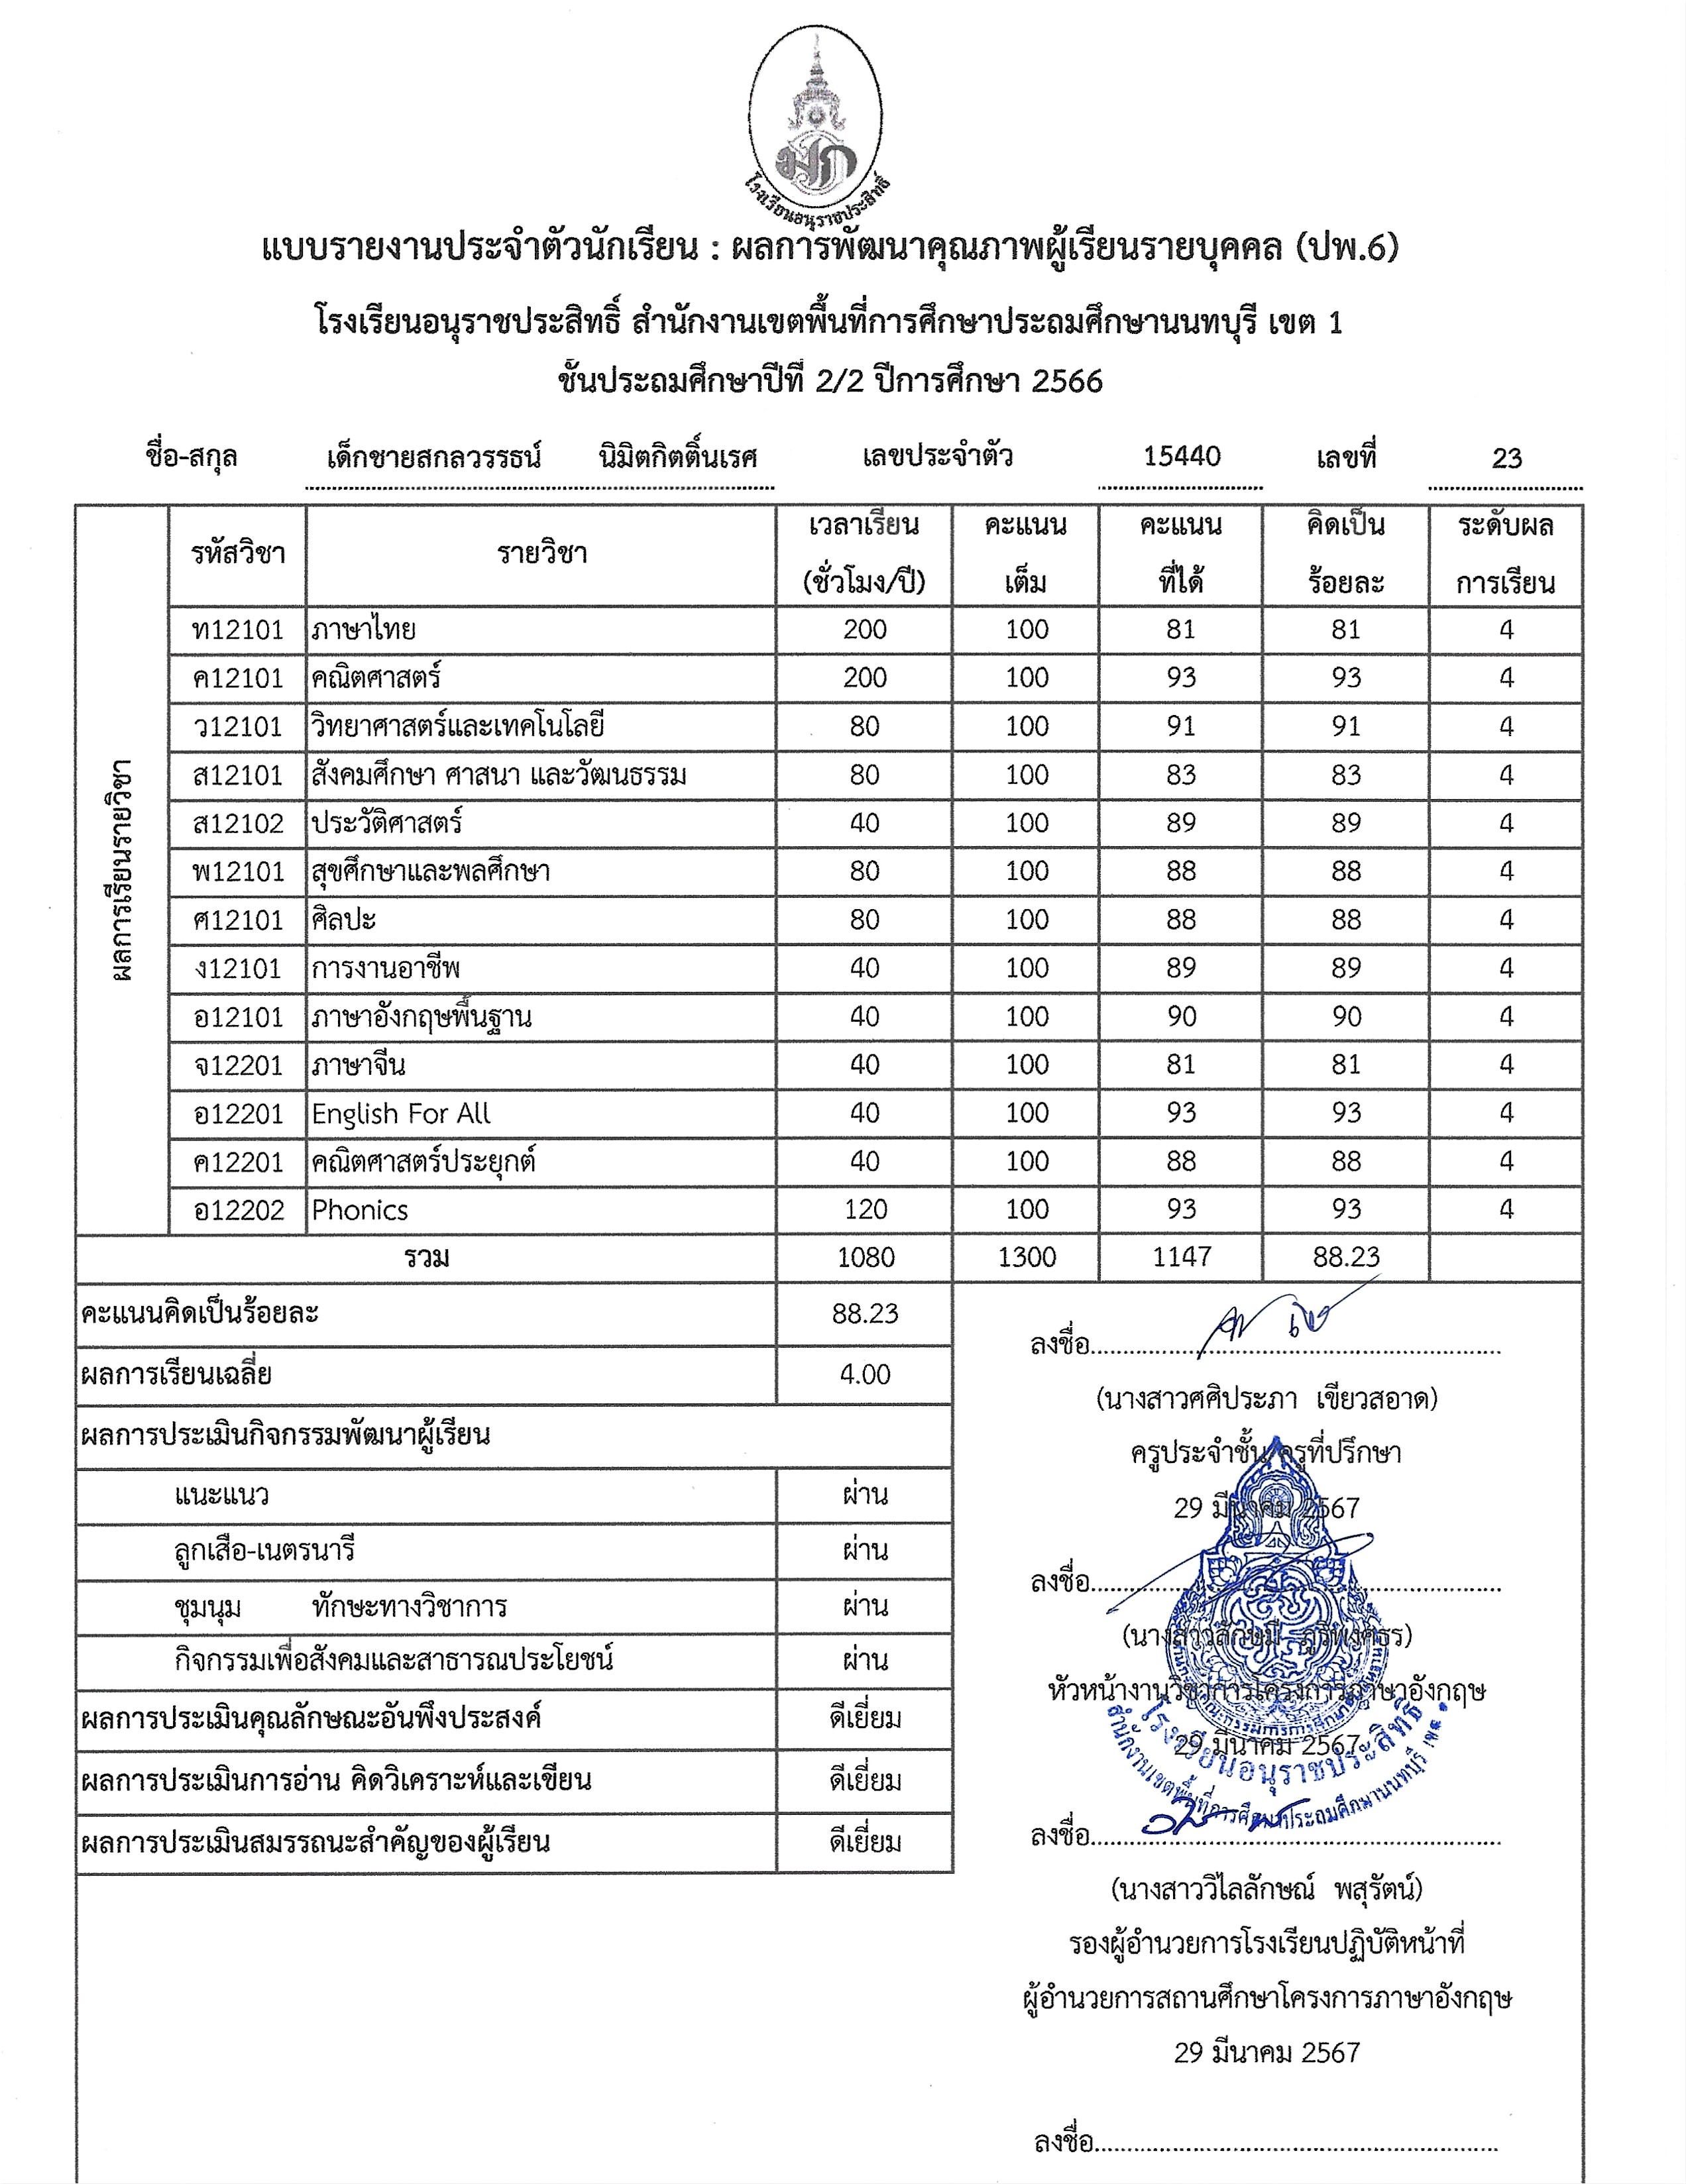 มก
โรงเรียนอนุราชประสิทธิ์
แบบรายงานประจำตัวนักเรียน : ผลการพัฒนาคุณภาพผู้เรียนรายบุคคล (ปพ.6)
โรงเรียนอนุราชประสิทธิ์ สำนักงานเขตพื้นที่การศึกษาประถมศึกษานนทบุรี เขต 1
ชั้นประถมศึกษาปีที่ 2/2 ปีการศึกษา 2566
ชื่อ-สกุล เด็กชายสกลวรรธน์ นิมิตกิตติ์นเรศ เลขประจำตัว 15440 เลขที่ 23
ผลการเรียนรายวิชา
รหัสวิชา รายวิชา เวลาเรียน (ชั่วโมง/ปี) คะแนนเต็ม คะแนนที่ได้ คิดเป็นร้อยละ ระดับผลการเรียน
ท12101 ภาษาไทย 200 100 81 81 4
ค12101 คณิตศาสตร์ 200 100 93 93 4
ว12101 วิทยาศาสตร์และเทคโนโลยี 80 100 91 91 4
ส12101 สังคมศึกษา ศาสนา และวัฒนธรรม 80 100 83 83 4
ส12102 ประวัติศาสตร์ 40 100 89 89 4
พ12101 สุขศึกษาและพลศึกษา 80 100 88 88 4
ศ12101 ศิลปะ 80 100 88 88 4
ง12101 การงานอาชีพ 40 100 89 89 4
อ12101 ภาษาอังกฤษพื้นฐาน 40 100 90 90 4
จ12201 ภาษาจีน 40 100 81 81 4
อ12201 English For All 40 100 93 93 4
ค12201 คณิตศาสตร์ประยุกต์ 40 100 88 88 4
อ12202 Phonics 120 100 93 93 4
รวม 1080 1300 1147 88.23
คะแนนคิดเป็นร้อยละ 88.23
ผลการเรียนเฉลี่ย 4.00
ผลการประเมินกิจกรรมพัฒนาผู้เรียน
แนะแนว ผ่าน
ลูกเสือ-เนตรนารี ผ่าน
ชุมนุม ทักษะทางวิชาการ ผ่าน
กิจกรรมเพื่อสังคมและสาธารณประโยชน์ ผ่าน
ผลการประเมินคุณลักษณะอันพึงประสงค์ ดีเยี่ยม
ผลการประเมินการอ่าน คิดวิเคราะห์และเขียน ดีเยี่ยม
ผลการประเมินสมรรถนะสำคัญของผู้เรียน ดีเยี่ยม
ลงชื่อ
(นางสาวศศิประภา เขียวสอาด)
ครูประจำชั้น/ครูที่ปรึกษา
29 มีนาคม 2567
ลงชื่อ
(นางสาวลักษมี ภูริพงศธร)
หัวหน้างานวิชาการโครงการภาษาอังกฤษ
29 มีนาคม 2567
โรงเรียนอนุราชประสิทธิ์
สำนักงานเขตพื้นที่การศึกษาประถมศึกษานนทบุรี เขต ๑
ลงชื่อ
(นางสาววิไลลักษณ์ พสุรัตน์)
รองผู้อำนวยการโรงเรียนปฏิบัติหน้าที่
ผู้อำนวยการสถานศึกษาโครงการภาษาอังกฤษ
29 มีนาคม 2567
ลงชื่อ